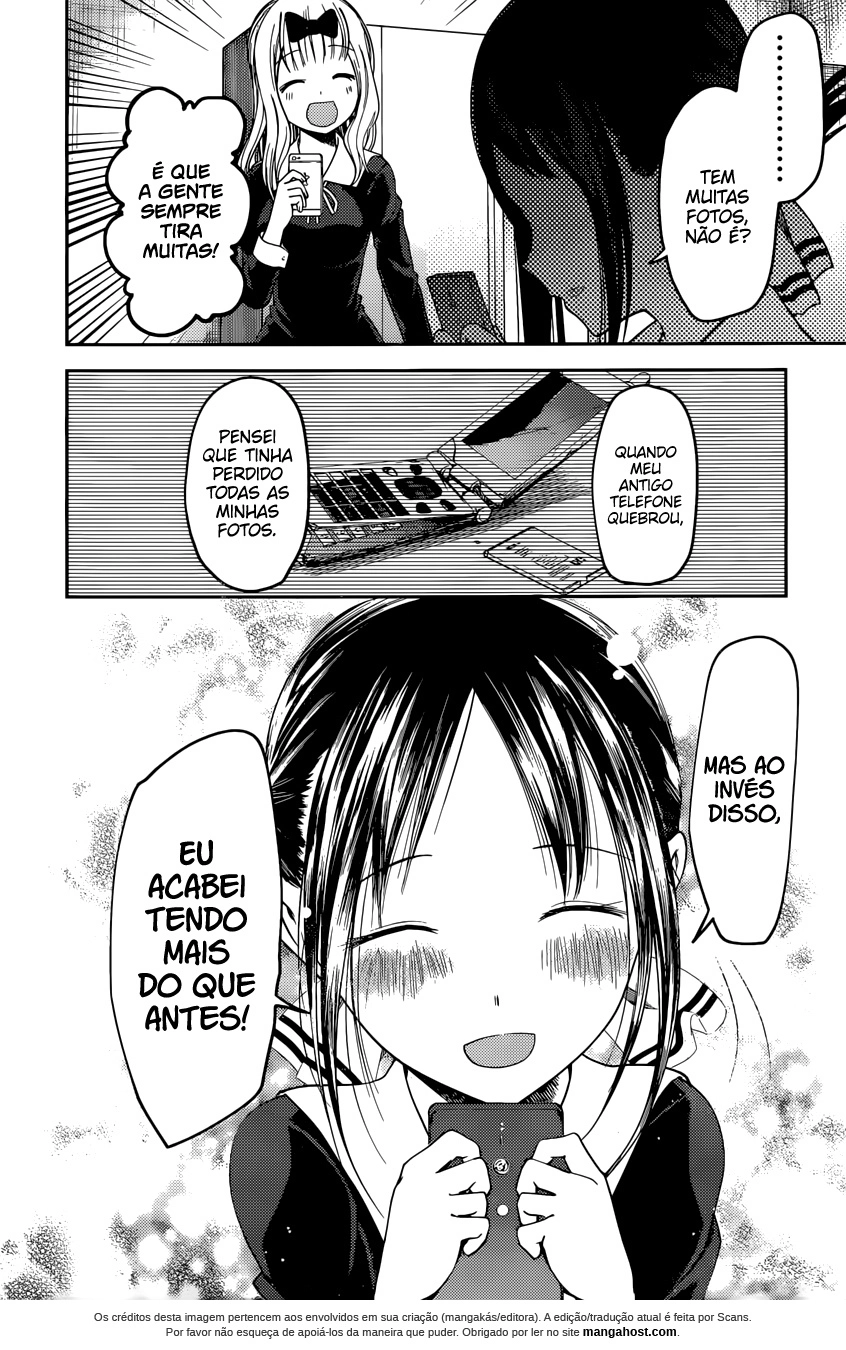 TEM
MUITAS
FOTOS,
NÃO É?
É QUE
A GENTE
SEMPRE
TIRA
MUITAS!
QUANDO
MEU
ANTIGO
TELEFONE
QUEBROU,
PENSEI
QUE TINHA
PERDIDO
TODAS AS
MINHAS
FOTOS.
MAS AO
INVÉS
DISSO,
EU
ACABEI
TENDO
MAIS
DO QUE
ANTES!
Os créditos desta imagem pertencem aos envolvidos em sua criação (mangakás/editora). A edição/tradução atual é feita por Scans.
Por favor não esqueça de apoiá-los da maneira que puder. Obrigado por ler no site mangahost.com.